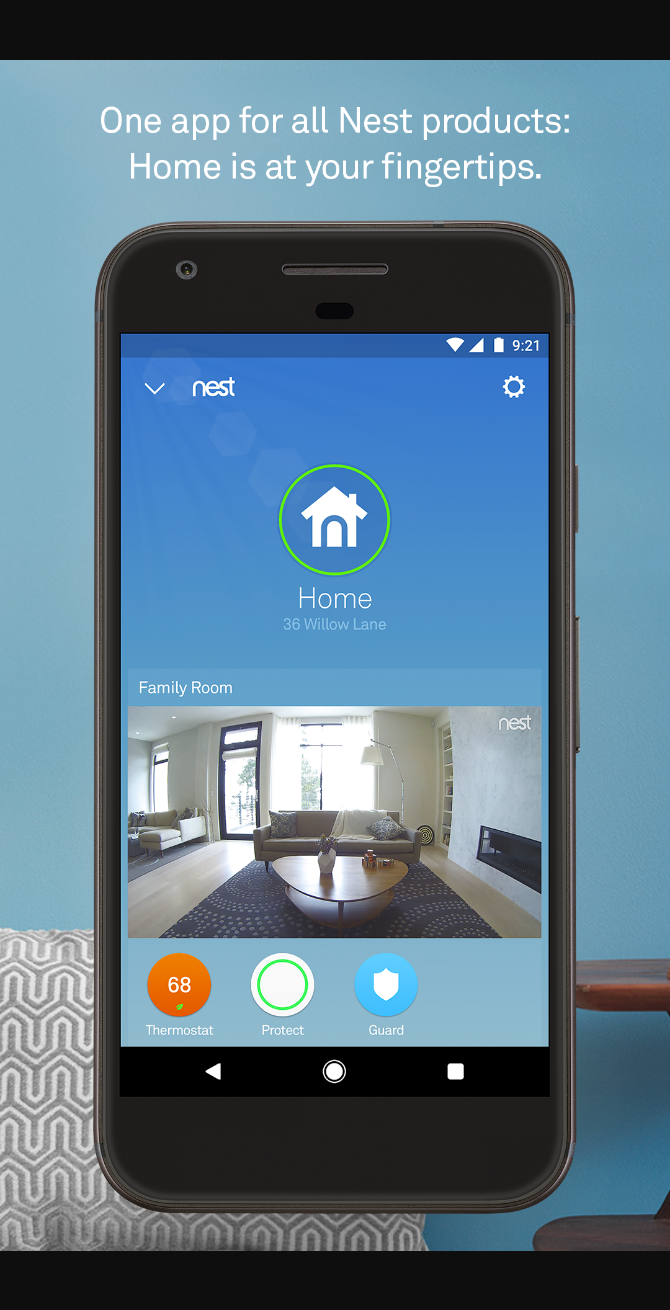 One app for all Nest products:
Home is at your fingertips.
9:21
nest
Home
36 Willow Lane
Family Room
nest
68
Thermostat
Protect
Guard